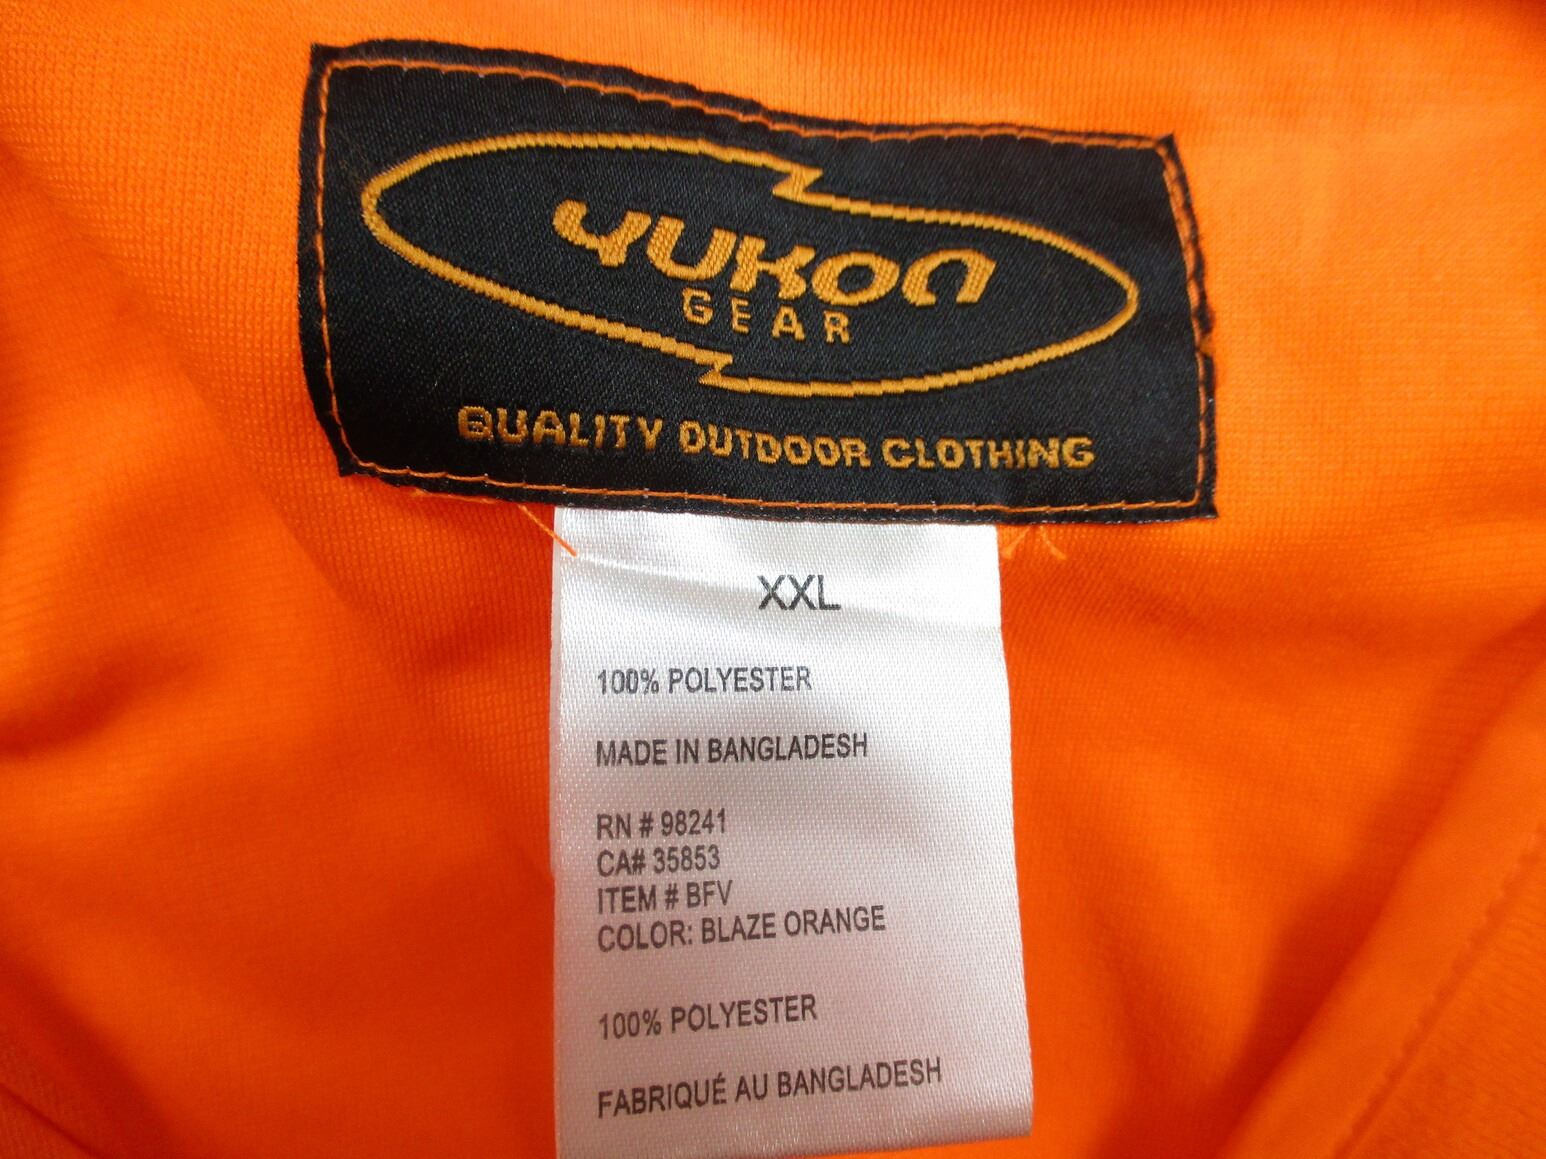 YUKON
GEAR
QUALITY OUTDOOR CLOTHING
XXL
100% POLYESTER
MADE IN BANGLADESH
RN # 98241
CA# 35853
ITEM # BFV
COLOR: BLAZE ORANGE
100% POLYESTER
FABRIQUÉ AU BANGLADESH